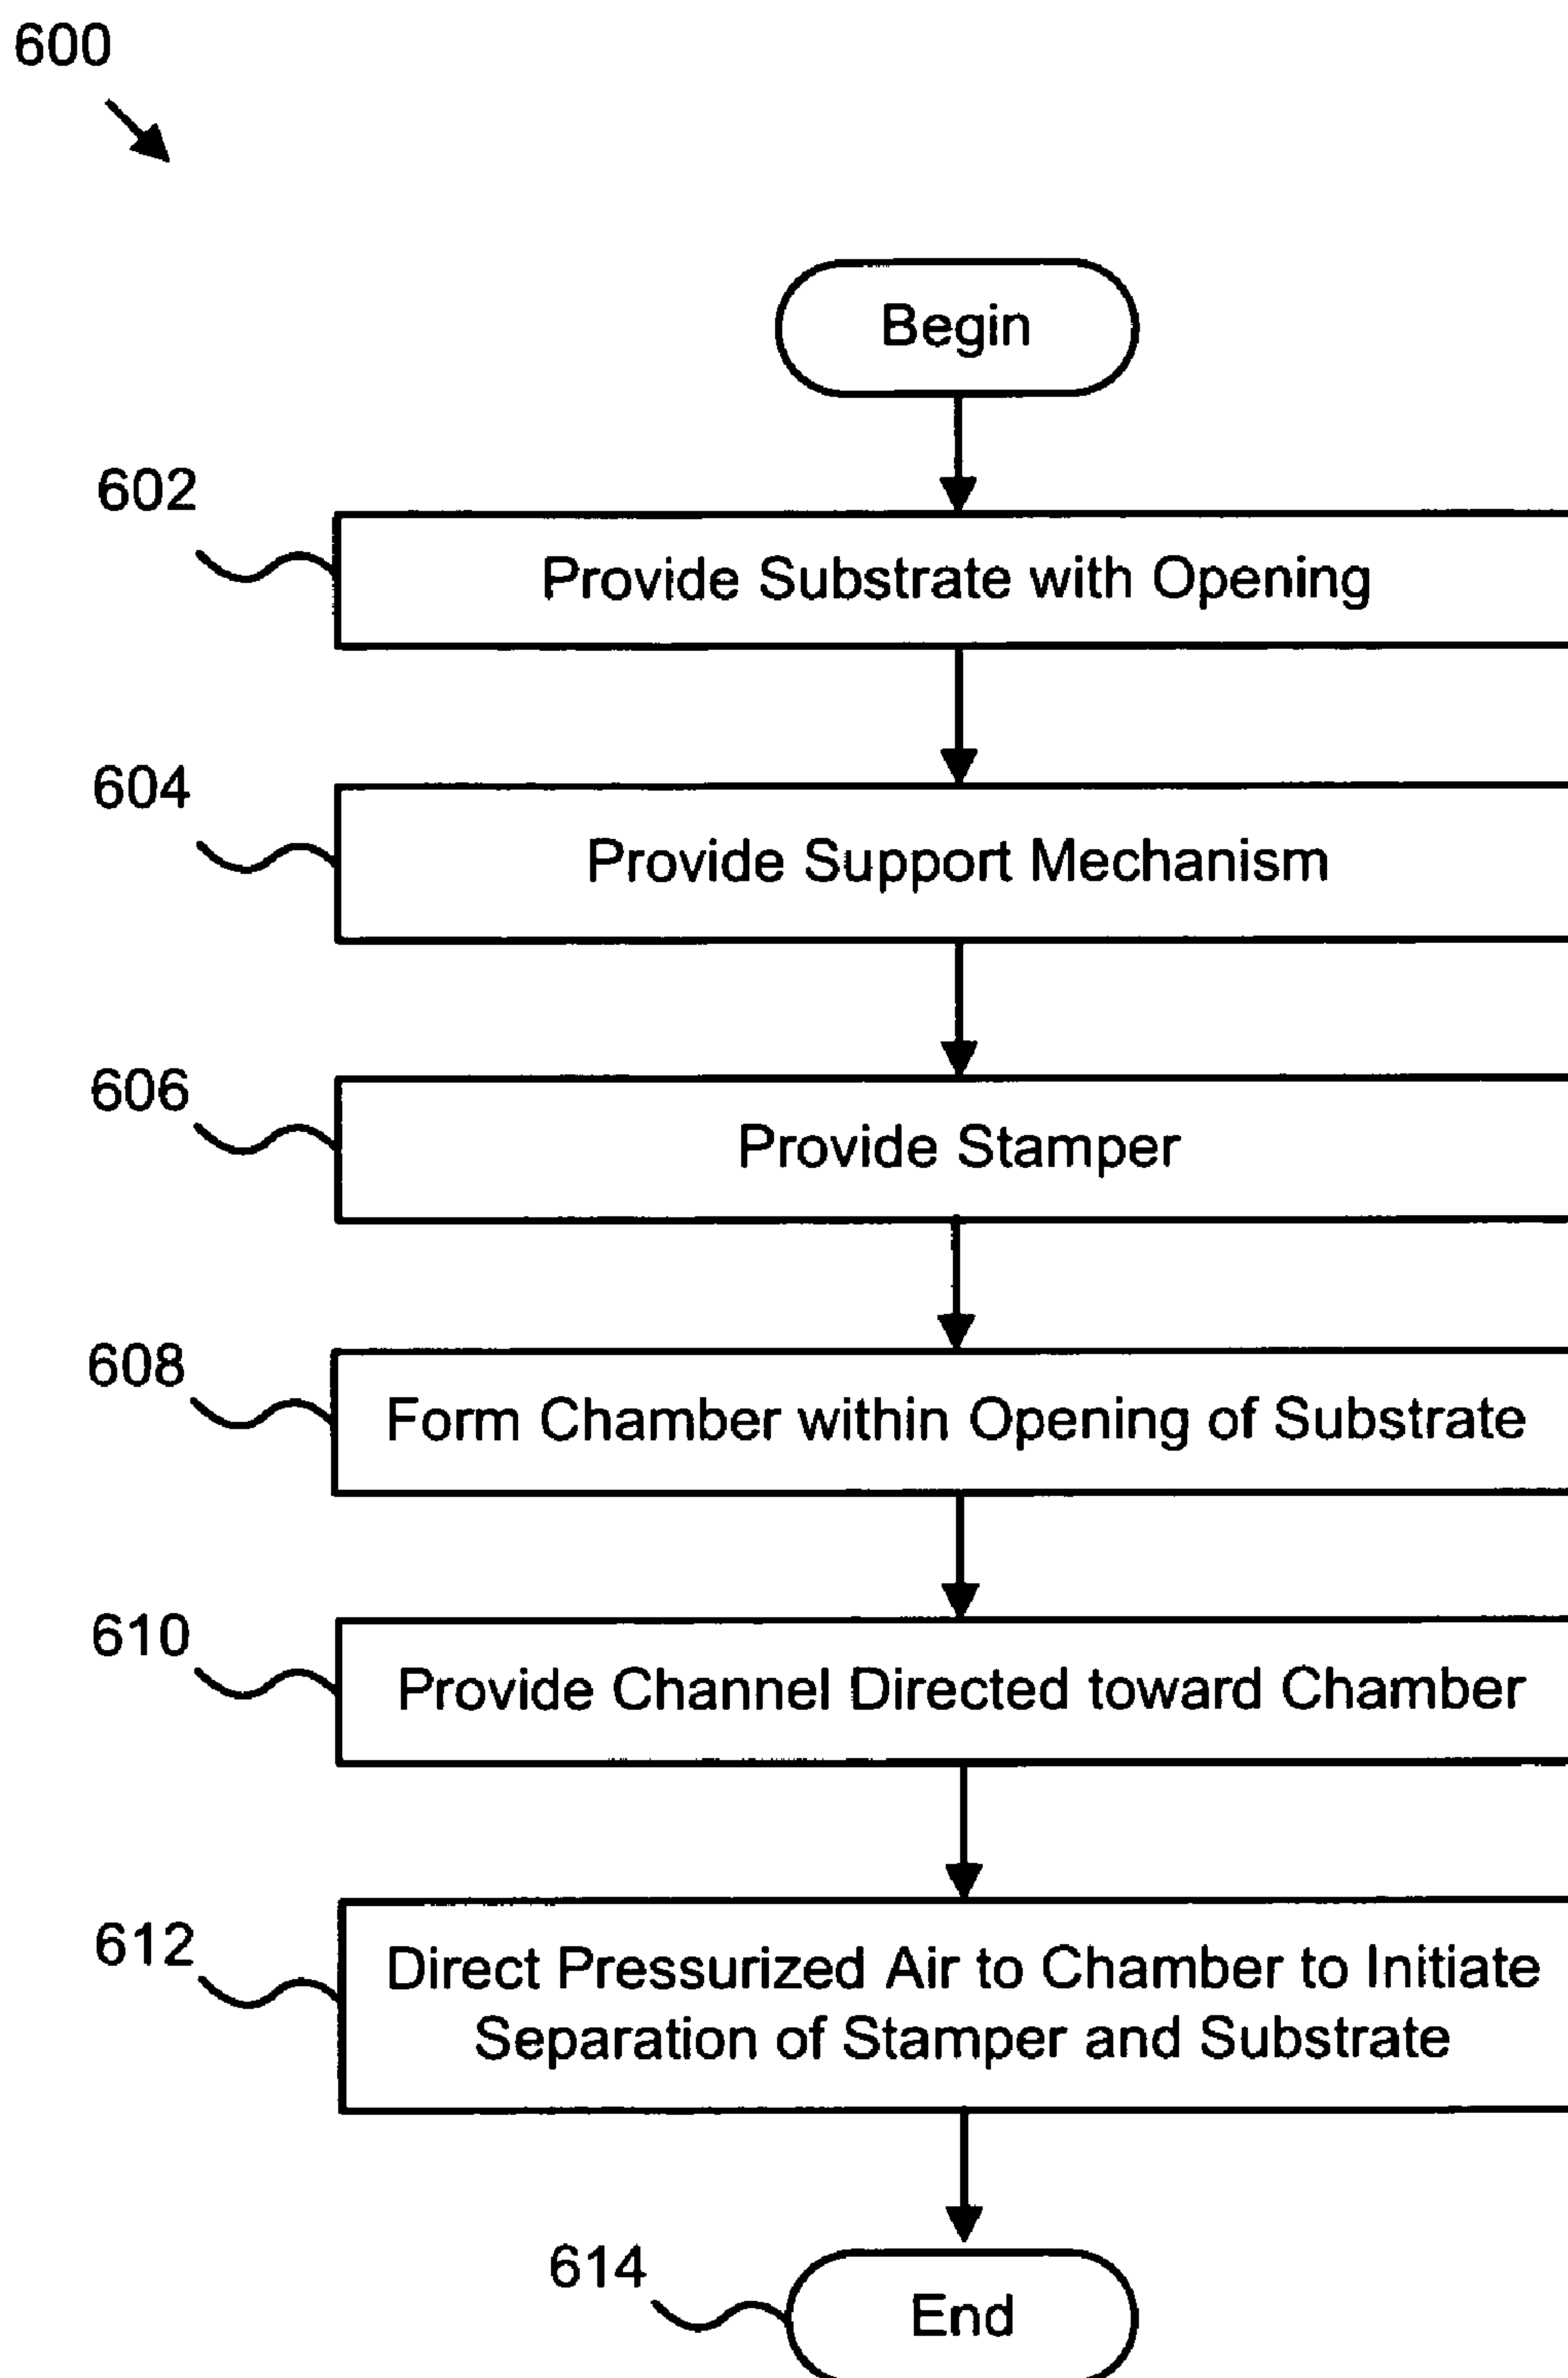 600
Begin
602
Provide Substrate with Opening
604
Provide Support Mechanism
606
Provide Stamper
608
Form Chamber within Opening of Substrate
610
Provide Channel Directed toward Chamber
612
Direct Pressurized Air to Chamber to Initiate
Separation of Stamper and Substrate
614
End